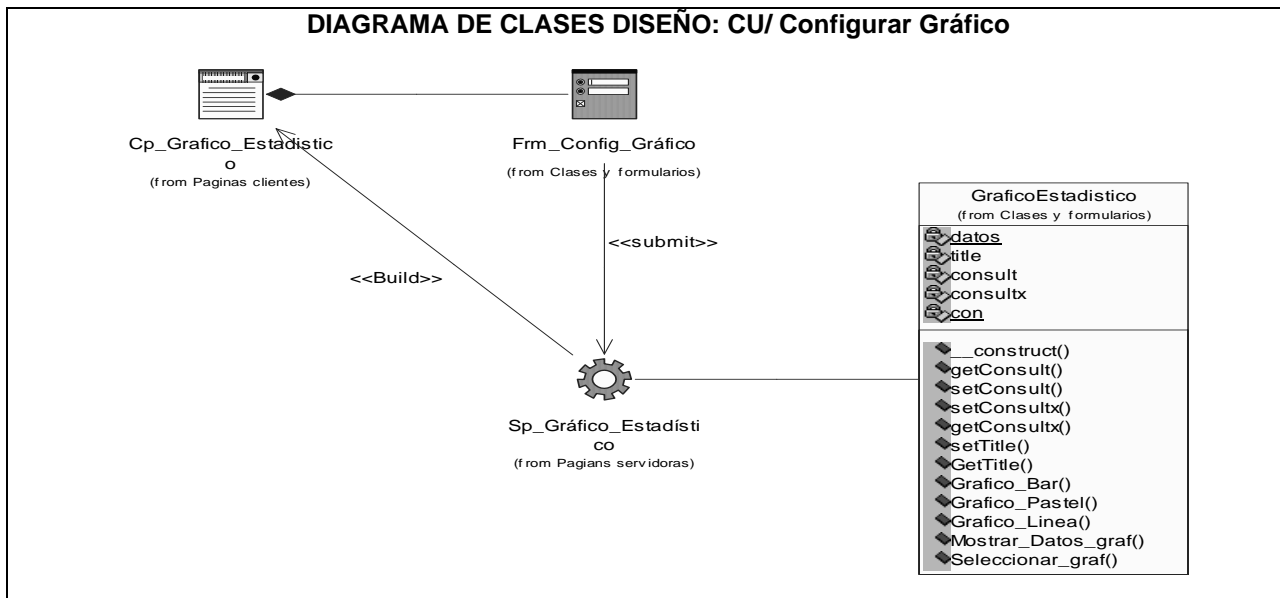 DIAGRAMA DE CLASES DISEÑO: CU/ Configurar Gráfico
Cp_Grafico_Estadistic
o
(from Paginas clientes)
Frm_Config_Gráfico
(from Clases y formularios)
<<submit>>
<<Build>>
Sp_Gráfico_Estadísti
co
(from Pagians servidoras)
GraficoEstadistico
(from Clases y formularios)
datos
title
consult
consultx
con
__construct()
getConsult()
setConsult()
setConsultx()
getConsultx()
setTitle()
GetTitle()
Grafico_Bar()
Grafico_Pastel()
Grafico_Linea()
Mostrar_Datos_graf()
Seleccionar_graf()